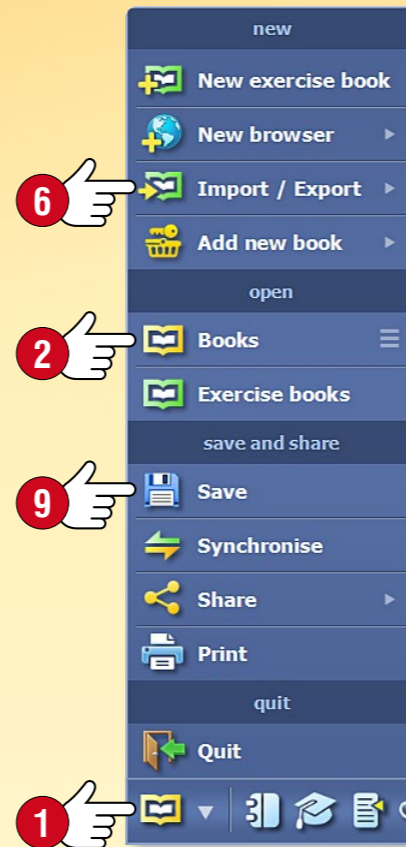 new
New exercise book
New browser
6
Import / Export
Add new book
open
2
Books
Exercise books
save and share
9
Save
Synchronise
Share
Print
quit
Quit
1